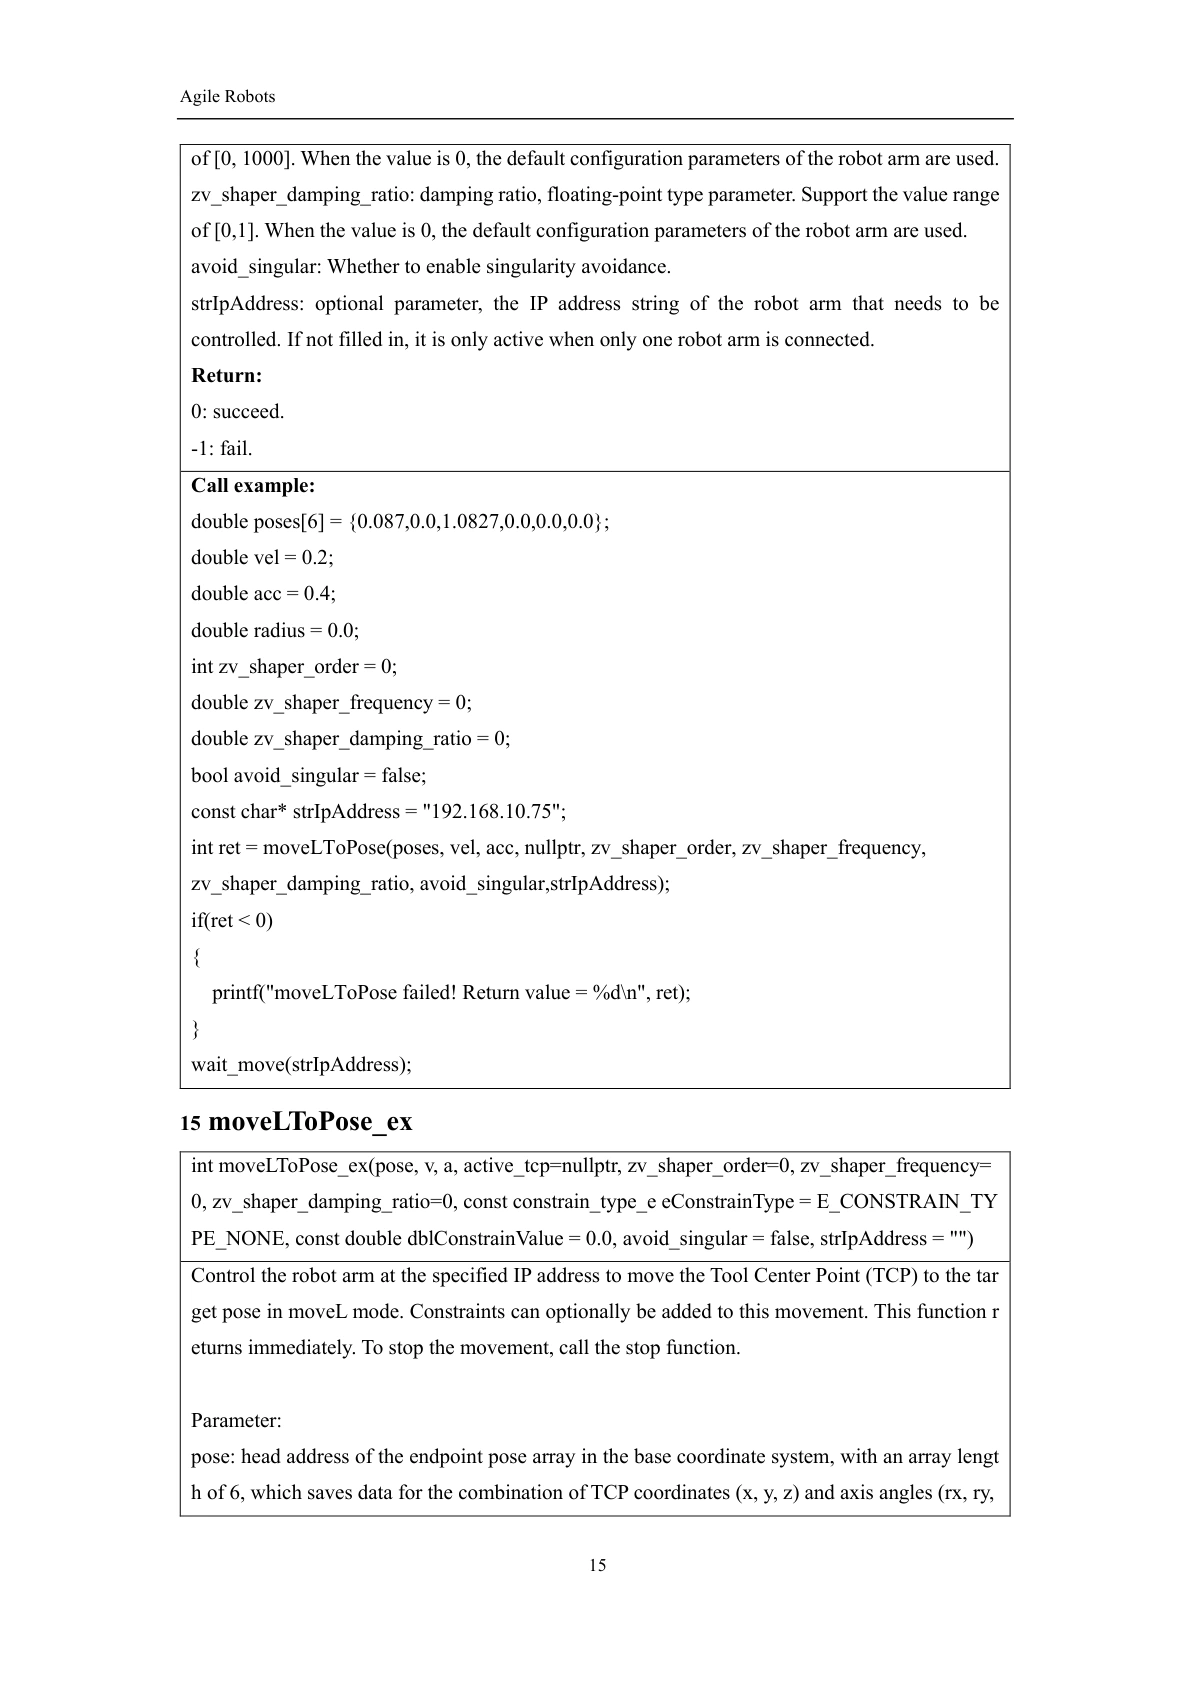 Agile Robots
of [0, 1000]. When the value is 0, the default configuration parameters of the robot arm are used.
zv_shaper_damping_ratio: damping ratio, floating-point type parameter. Support the value range
of [0,1]. When the value is 0, the default configuration parameters of the robot arm are used.
avoid_singular: Whether to enable singularity avoidance.
strIpAddress: optional parameter, the IP address string of the robot arm that needs to be
controlled. If not filled in, it is only active when only one robot arm is connected.
Return:
0: succeed.
-1: fail.
Call example:
double poses[6] = {0.087,0.0,1.0827,0.0,0.0,0.0};
double vel = 0.2;
double acc = 0.4;
double radius = 0.0;
int zv_shaper_order = 0;
double zv_shaper_frequency = 0;
double zv_shaper_damping_ratio = 0;
bool avoid_singular = false;
const char* strIpAddress = "192.168.10.75";
int ret = moveLToPose(poses, vel, acc, nullptr, zv_shaper_order, zv_shaper_frequency,
zv_shaper_damping_ratio, avoid_singular,strIpAddress);
if(ret < 0)
{
printf("moveLToPose failed! Return value = %d\n", ret);
}
wait_move(strIpAddress);
15 moveLToPose_ex
int moveLToPose_ex(pose, v, a, active_tcp=nullptr, zv_shaper_order=0, zv_shaper_frequency=
0, zv_shaper_damping_ratio=0, const constrain_type_e eConstrainType = E_CONSTRAIN_TY
PE_NONE, const double dblConstrainValue = 0.0, avoid_singular = false, strIpAddress = "")
Control the robot arm at the specified IP address to move the Tool Center Point (TCP) to the tar
get pose in moveL mode. Constraints can optionally be added to this movement. This function r
eturns immediately. To stop the movement, call the stop function.
Parameter:
pose: head address of the endpoint pose array in the base coordinate system, with an array lengt
h of 6, which saves data for the combination of TCP coordinates (x, y, z) and axis angles (rx, ry,
15